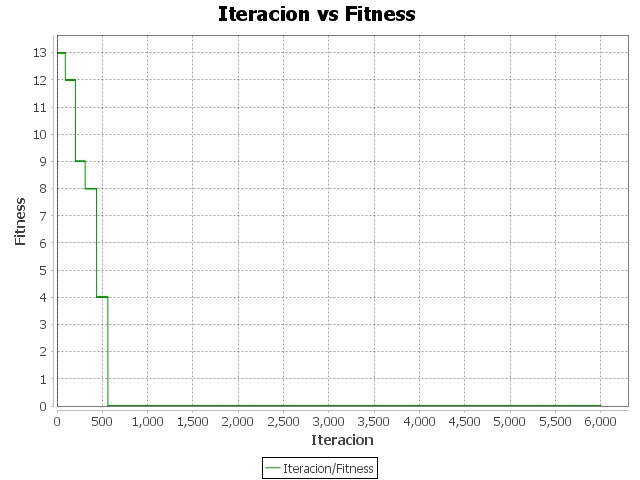 Iteracion vs Fitness
13
12
11
10
9
8
7
6
5
4
3
2
1
0
Fitness
0 500 1,000 1,500 2,000 2,500 3,000 3,500 4,000 4,500 5,000 5,500 6,000
Iteracion
Iteracion/Fitness